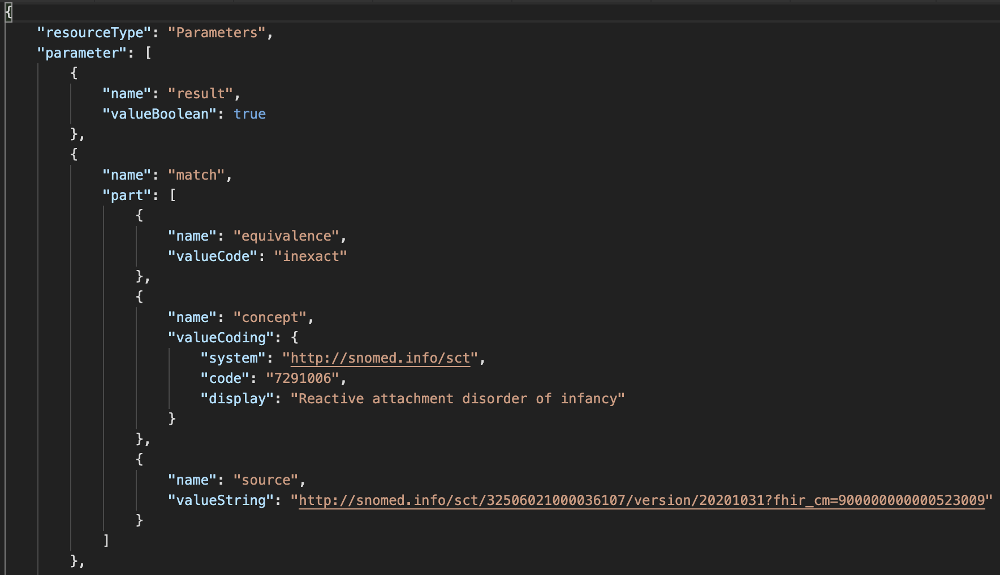 {
"resourceType": "Parameters",
"parameter": [
{
"name": "result",
"valueBoolean": true
},
{
"name": "match",
"part": [
{
"name": "equivalence",
"valueCode": "inexact"
},
{
"name": "concept",
"valueCoding": {
"system": "http://snomed.info/sct",
"code": "7291006",
"display": "Reactive attachment disorder of infancy"
}
},
{
"name": "source",
"valueString": "http://snomed.info/sct/32506021000036107/version/20201031?fhir_cm=900000000000523009"
}
]
},